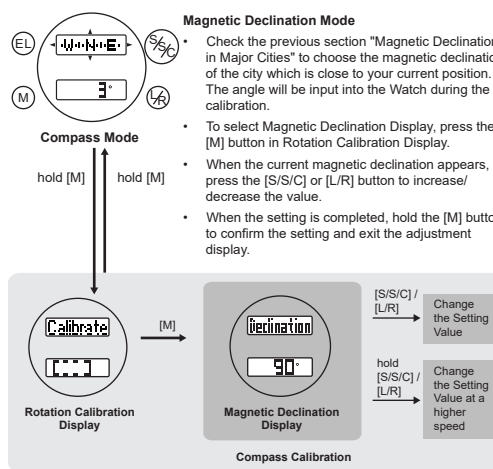 Magnetic Declination Mode
• Check the previous section "Magnetic Declination
in Major Cities" to choose the magnetic declinatio
of the city which is close to your current position.
The angle will be input into the Watch during the
calibration.
• To select Magnetic Declination Display, press the
[M] button in Rotation Calibration Display.
• When the current magnetic declination appears,
press the [S/S/C] or [L/R] button to increase/
decrease the value.
• When the setting is completed, hold the [M] butto
to confirm the setting and exit the adjustment
display.
EL
S/S/C
W·N·E
3°
M
L/R
Compass Mode
hold [M]
hold [M]
Calibrate
[M]
Rotation Calibration
Display
Declination
90°
Magnetic Declination
Display
[S/S/C] /
[L/R]
Change
the Setting
Value
hold
[S/S/C] /
[L/R]
Change
the Setting
Value at a
higher
speed
Compass Calibration